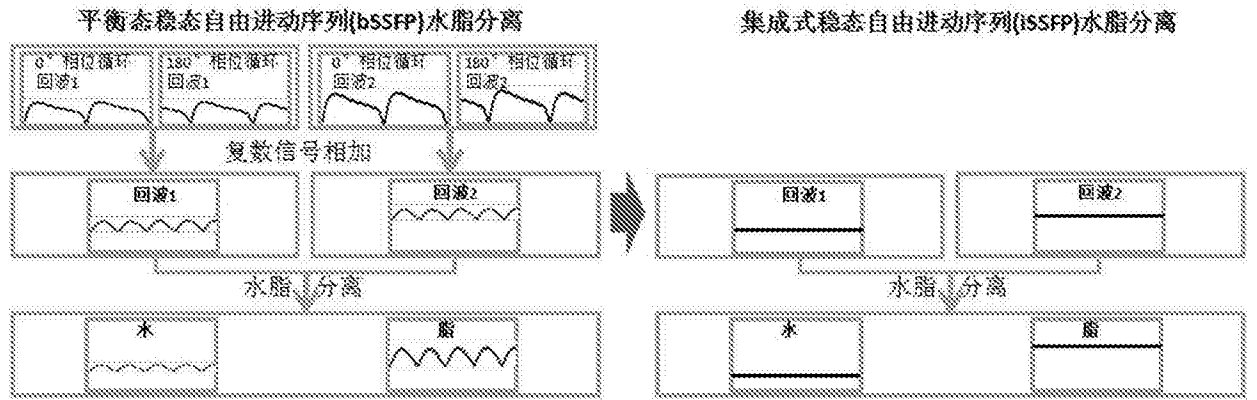 平衡态稳态自由进动序列(bSSFP)水脂分离
集成式稳态自由进动序列(iSSFP)水脂分离
0°相位循环
回波1
180°相位循环
回波1
0°相位循环
回波2
180°相位循环
回波2
复数信号相加
回波1
回波2
回波1
回波2
水脂分离
水脂分离
水
脂
水
脂